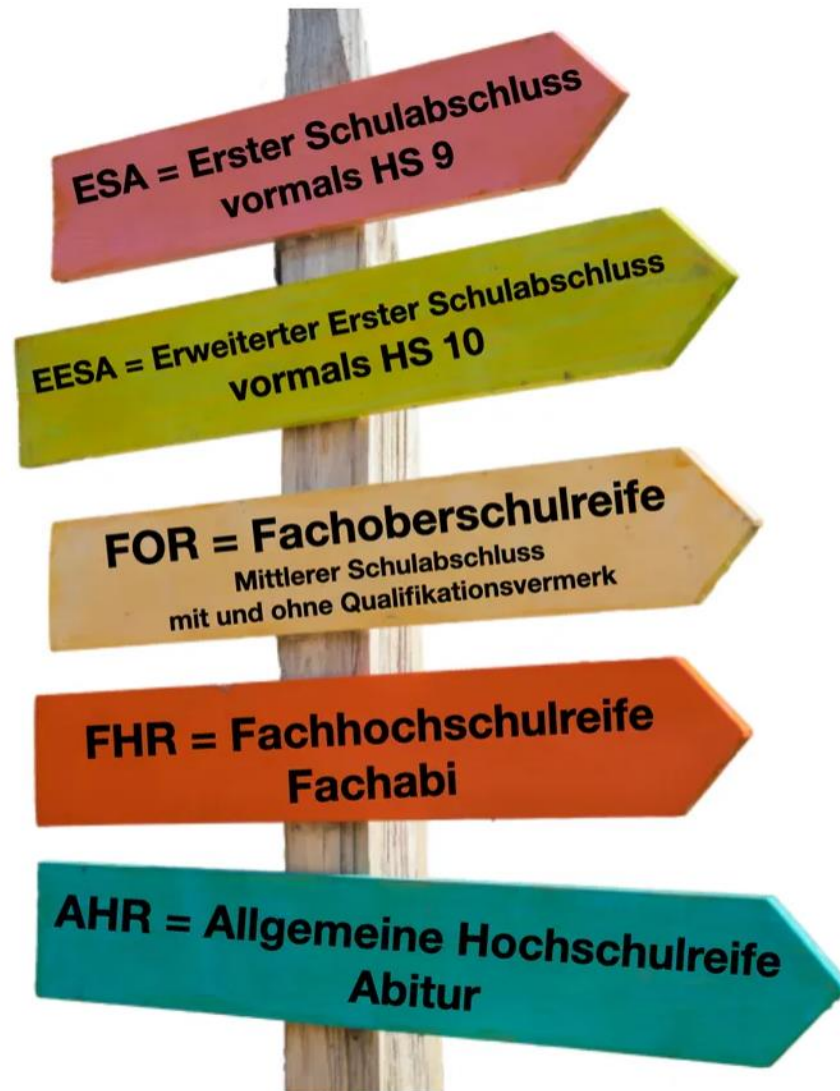 ESA = Erster Schulabschluss
vormals HS 9
EESA = Erweiterter Erster Schulabschluss
vormals HS 10
FOR = Fachoberschulreife
Mittlerer Schulabschluss
mit und ohne Qualifikationsvermerk
FHR = Fachhochschulreife
Fachabi
AHR = Allgemeine Hochschulreife
Abitur